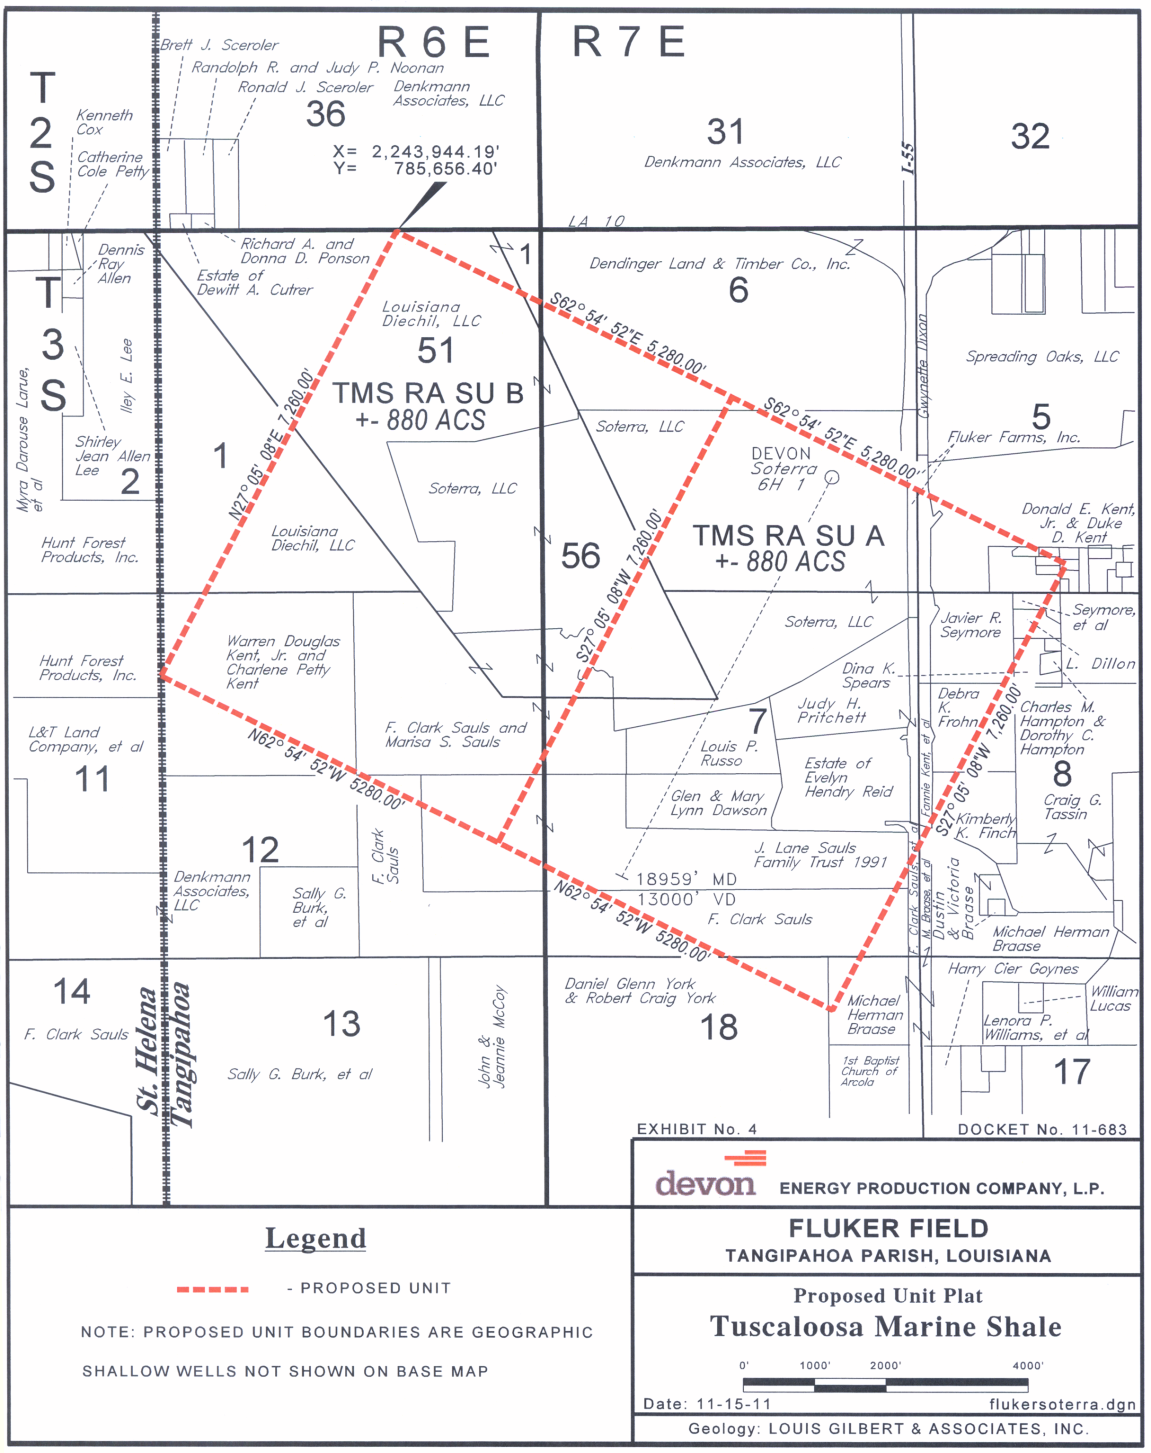 R 6 E
R 7 E
T
2
S
Brett J. Sceroler
Randolph R. and Judy P. Noonan
Ronald J. Sceroler
Denkmann
Associates, LLC
36
Kenneth
Cox
Catherine
Cole Petty
X= 2,243,944.19'
Y= 785,656.40'
31
Denkmann Associates, LLC
I-55
32
LA 10
Dennis
Ray
Allen
Richard A. and
Donna D. Ponson
Estate of
Dewitt A. Cutrer
T
3
S
1
Dendinger Land & Timber Co., Inc.
6
Louisiana
Diechil, LLC
51
TMS RA SU B
+- 880 ACS
S62° 54' 52"E 5,280.00'
S62° 54' 52"E 5,280.00'
Gwynette Dixon
Spreading Oaks, LLC
5
Fluker Farms, Inc.
Myra Darouse Larue,
et al
Iley E. Lee
Shirley
Jean Allen
Lee
2
1
N27° 05' 08"E 7,260.00'
Soterra, LLC
Soterra, LLC
DEVON
Soterra
6H 1
TMS RA SU A
+- 880 ACS
Donald E. Kent,
Jr. & Duke
D. Kent
Hunt Forest
Products, Inc.
Louisiana
Diechil, LLC
56
S27° 05' 08"W 7,260.00'
Hunt Forest
Products, Inc.
Warren Douglas
Kent, Jr. and
Charlene Petty
Kent
Soterra, LLC
Javier R.
Seymore
Seymore,
et al
L. Dillon
Dina K.
Spears
Debra
K.
Frohn
Judy H.
Pritchett
Charles M.
Hampton &
Dorothy C.
Hampton
L&T Land
Company, et al
11
N62° 54' 52"W 5280.00'
F. Clark Sauls and
Marisa S. Sauls
7
Louis P.
Russo
Estate of
Evelyn
Hendry Reid
S27° 05' 08"W 7,260.00'
8
Craig G.
Tassin
Glen & Mary
Lynn Dawson
Kimberly
K. Finch
12
F. Clark
Sauls
J. Lane Sauls
Family Trust 1991
Denkmann
Associates,
LLC
Sally G.
Burk,
et al
18959' MD
13000' VD
F. Clark Sauls
N62° 54' 52"W 5280.00'
Dustin
& Victoria
Braase
Michael Herman
Braase
Harry Cier Goynes
14
F. Clark Sauls
St. Helena
Tangipahoa
13
Sally G. Burk, et al
John &
Jeannie McCoy
Daniel Glenn York
& Robert Craig York
18
Michael
Herman
Braase
1st Baptist
Church of
Arcola
William
Lucas
Lenora P.
Williams, et al
17
EXHIBIT No. 4
DOCKET No. 11-683
devon ENERGY PRODUCTION COMPANY, L.P.
FLUKER FIELD
TANGIPAHOA PARISH, LOUISIANA
Legend
- PROPOSED UNIT
NOTE: PROPOSED UNIT BOUNDARIES ARE GEOGRAPHIC
SHALLOW WELLS NOT SHOWN ON BASE MAP
Proposed Unit Plat
Tuscaloosa Marine Shale
0' 1000' 2000' 4000'
Date: 11-15-11
flukersoterra.dgn
Geology: LOUIS GILBERT & ASSOCIATES, INC.